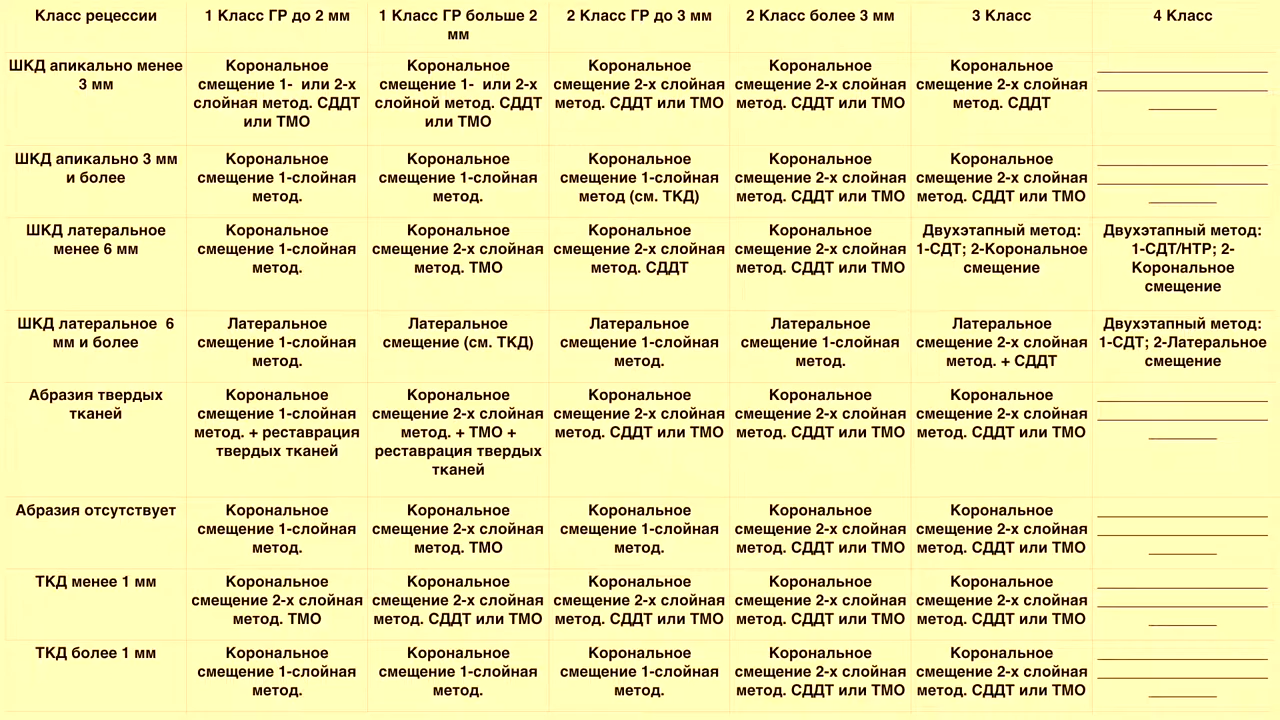 Класс рецессии
1 Класс ГР до 2 мм
1 Класс ГР больше 2
мм
2 Класс ГР до 3 мм
2 Класс более 3 мм
3 Класс
4 Класс
ШКД апикально менее
3 мм
Корональное
смещение 1- или 2-х
слойная метод. СДДТ
или ТМО
Корональное
смещение 1- или 2-х
слойной метод. СДДТ
или ТМО
Корональное
смещение 2-х слойная
метод. СДДТ или ТМО
Корональное
смещение 2-х слойная
метод. СДДТ или ТМО
Корональное
смещение 2-х слойная
метод. СДДТ
____________________
____________________
________
ШКД апикально 3 мм
и более
Корональное
смещение 1-слойная
метод.
Корональное
смещение 1-слойная
метод.
Корональное
смещение 1-слойная
метод (см. ТКД)
Корональное
смещение 2-х слойная
метод. СДДТ или ТМО
Корональное
смещение 2-х слойная
метод. СДДТ или ТМО
____________________
____________________
________
ШКД латеральное
менее 6 мм
Корональное
смещение 1-слойная
метод.
Корональное
смещение 2-х слойная
метод. ТМО
Корональное
смещение 2-х слойная
метод. СДДТ
Корональное
смещение 2-х слойная
метод. СДДТ или ТМО
Двухэтапный метод:
1-СДТ; 2-Корональное
смещение
Двухэтапный метод:
1-СДТ/НТР; 2-
Корональное
смещение
ШКД латеральное 6
мм и более
Латеральное
смещение 1-слойная
метод.
Латеральное
смещение (см. ТКД)
Латеральное
смещение 1-слойная
метод.
Латеральное
смещение 1-слойная
метод.
Латеральное
смещение 2-х слойная
метод. + СДДТ
Двухэтапный метод:
1-СДТ; 2-Латеральное
смещение
Абразия твердых
тканей
Корональное
смещение 1-слойная
метод. + реставрация
твердых тканей
Корональное
смещение 2-х слойная
метод. + ТМО +
реставрация твердых
тканей
Корональное
смещение 2-х слойная
метод. СДДТ или ТМО
Корональное
смещение 2-х слойная
метод. СДДТ или ТМО
Корональное
смещение 2-х слойная
метод. СДДТ или ТМО
____________________
____________________
________
Абразия отсутствует
Корональное
смещение 1-слойная
метод.
Корональное
смещение 2-х слойная
метод. ТМО
Корональное
смещение 1-слойная
метод.
Корональное
смещение 2-х слойная
метод. СДДТ или ТМО
Корональное
смещение 2-х слойная
метод. СДДТ или ТМО
____________________
____________________
________
ТКД менее 1 мм
Корональное
смещение 2-х слойная
метод. ТМО
Корональное
смещение 2-х слойная
метод. СДДТ или ТМО
Корональное
смещение 2-х слойная
метод. СДДТ или ТМО
Корональное
смещение 2-х слойная
метод. СДДТ или ТМО
Корональное
смещение 2-х слойная
метод. СДДТ или ТМО
____________________
____________________
________
ТКД более 1 мм
Корональное
смещение 1-слойная
метод.
Корональное
смещение 1-слойная
метод.
Корональное
смещение 1-слойная
метод.
Корональное
смещение 2-х слойная
метод. СДДТ или ТМО
Корональное
смещение 2-х слойная
метод. СДДТ или ТМО
____________________
____________________
________